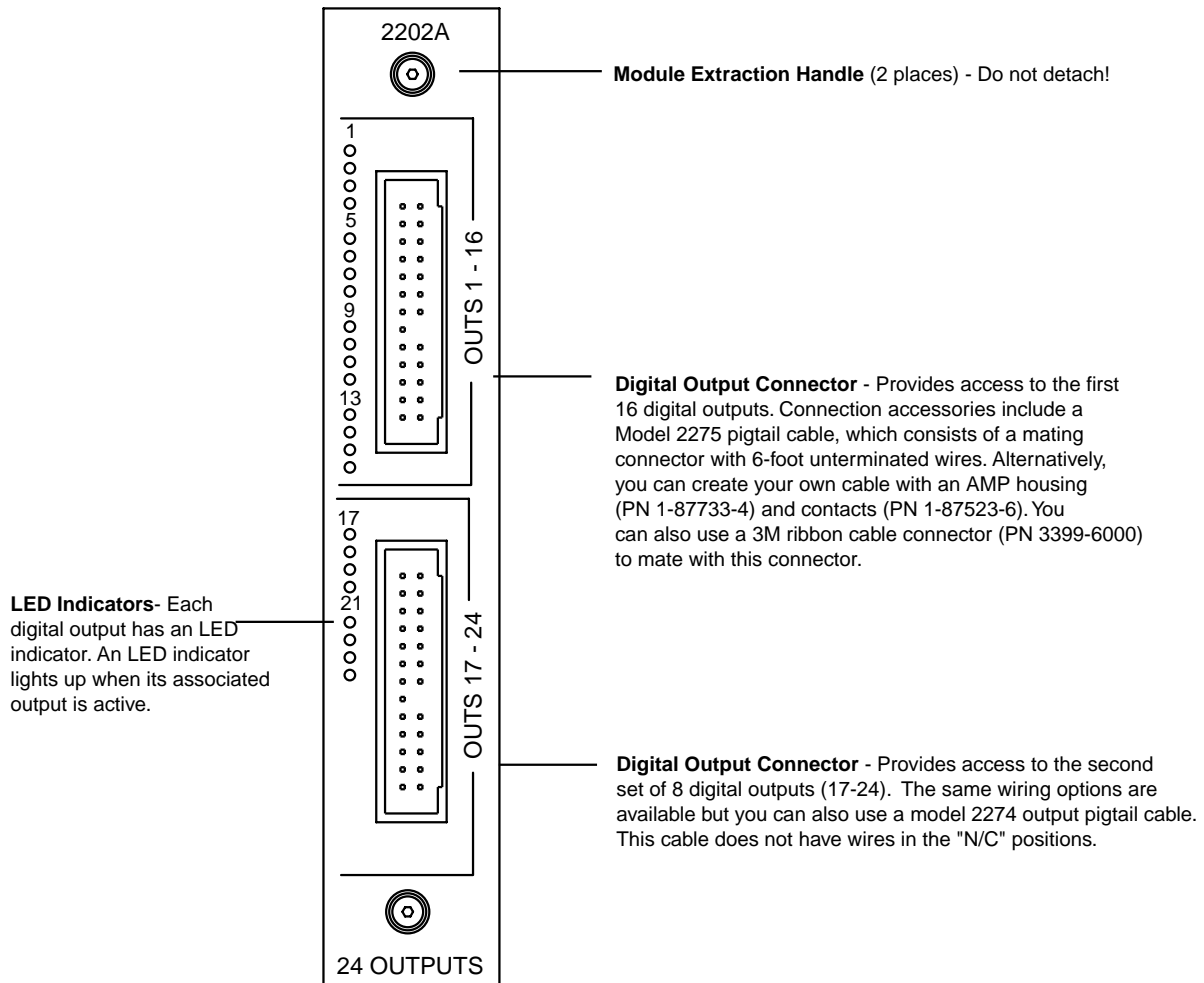 2202A
Module Extraction Handle (2 places) - Do not detach!
1
5
9
13
OUTS 1 - 16
Digital Output Connector - Provides access to the first
16 digital outputs. Connection accessories include a
Model 2275 pigtail cable, which consists of a mating
connector with 6-foot unterminated wires. Alternatively,
you can create your own cable with an AMP housing
(PN 1-87733-4) and contacts (PN 1-87523-6). You
can also use a 3M ribbon cable connector (PN 3399-6000)
to mate with this connector.
17
21
OUTS 17 - 24
LED Indicators- Each
digital output has an LED
indicator. An LED indicator
lights up when its associated
output is active.
Digital Output Connector - Provides access to the second
set of 8 digital outputs (17-24). The same wiring options are
available but you can also use a model 2274 output pigtail cable.
This cable does not have wires in the "N/C" positions.
24 OUTPUTS